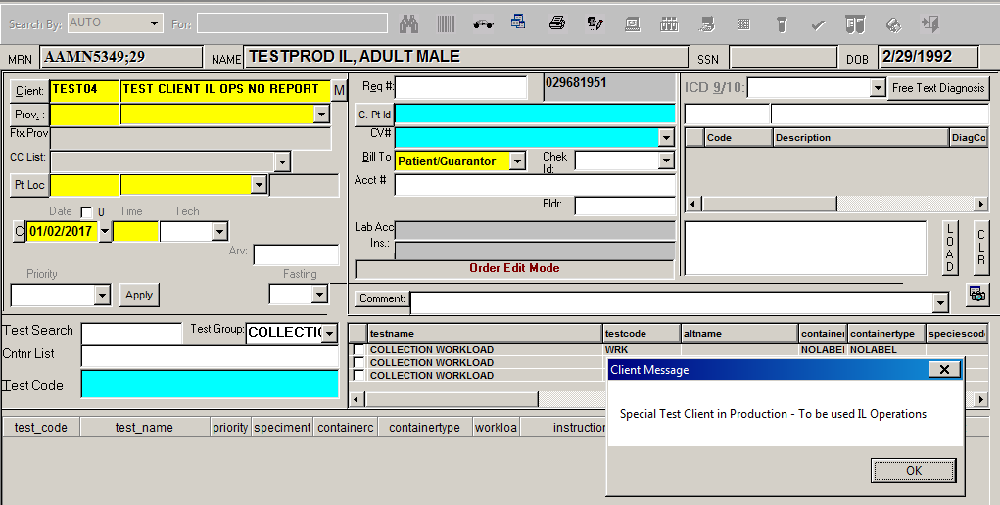 Search By: AUTO For:
MRN AAMN5349;29 NAME TESTPROD IL, ADULT MALE SSN DOB 2/29/1992
Client: TEST04 TEST CLIENT IL OPS NO REPORT M
Prov. :
Ftx.Prov
CC List:
Pt Loc
Date U Time Tech
C 01/02/2017
Arv:
Priority Fasting
Apply
Req #: 029681951
C. Pt Id
CV#
Bill To Patient/Guarantor Chek Id:
Acct #
Fldr:
Lab Acc
Ins.:
Order Edit Mode
ICD 9/10: Free Text Diagnosis
Code Description DiagCo
LOAD
CLR
Comment:
Test Search Test Group: COLLECTI
Cntnr List
Test Code
testname testcode altname container containertype speciescod
COLLECTION WORKLOAD WRK NOLABEL NOLABEL
COLLECTION WORKLOAD
COLLECTION WORKLOAD
test_code test_name priority speciment containerc containertype workloa instruction
Client Message
Special Test Client in Production - To be used IL Operations
OK